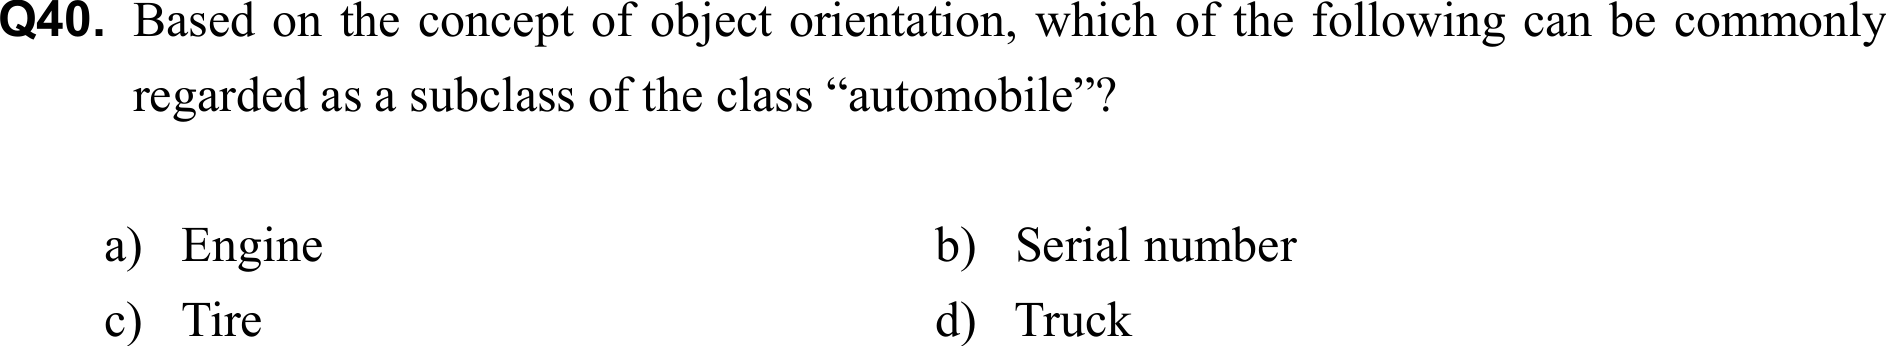 Q40. Based on the concept of object orientation, which of the following can be commonly
regarded as a subclass of the class “automobile”?
a) Engine b) Serial number
c) Tire d) Truck